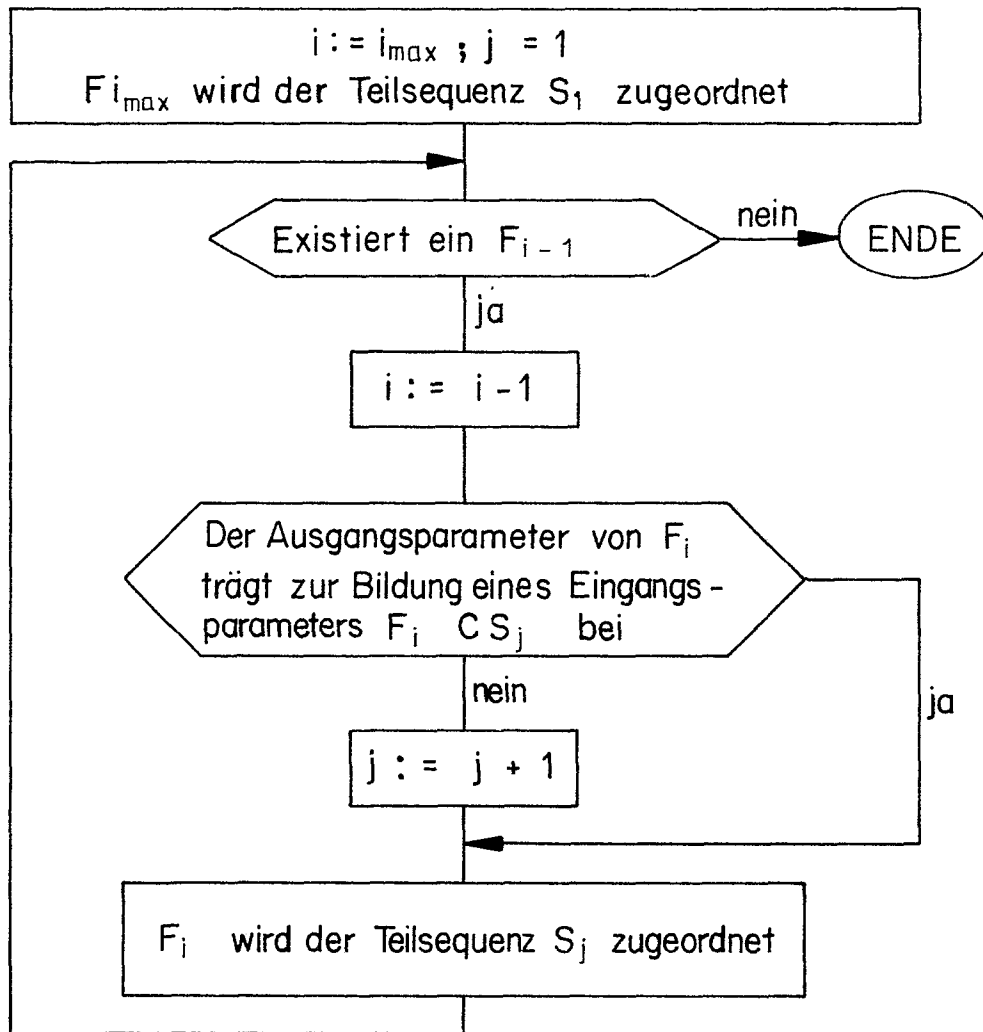 i := i_max ; j = 1
Fi_max wird der Teilsequenz S_1 zugeordnet
Existiert ein F_i-1
nein
ENDE
ja
i := i-1
Der Ausgangsparameter von F_i
trägt zur Bildung eines Eingangs-
parameters F_i C S_j bei
nein
ja
j := j + 1
F_i wird der Teilsequenz S_j zugeordnet